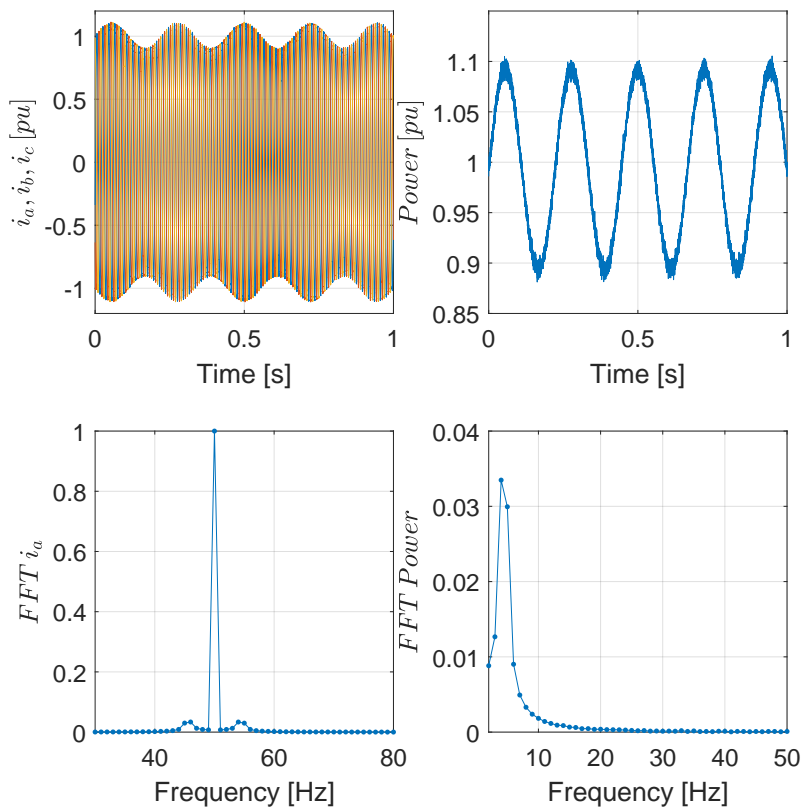 i_a, i_b, i_c [pu]
1
0.5
0
-0.5
-1
0 0.5 1
Time [s]
Power [pu]
1.1
1.05
1
0.95
0.9
0.85
0 0.5 1
Time [s]
FFT i_a
1
0.8
0.6
0.4
0.2
0
40 60 80
Frequency [Hz]
FFT Power
0.04
0.03
0.02
0.01
0
10 20 30 40 50
Frequency [Hz]